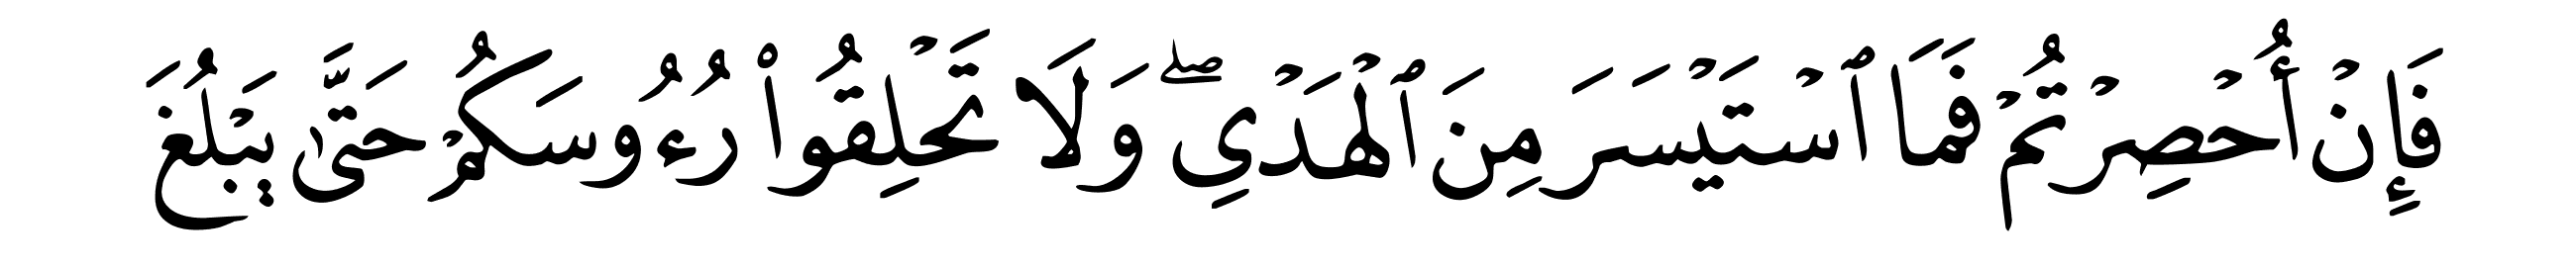 فَإِنْ أُحْصِرْتُمْ فَمَا ٱسْتَيْسَرَ مِنَ ٱلْهَدْىِ ۖ وَلَا تَحْلِقُوا۟ رُءُوسَكُمْ حَتَّىٰ يَبْلُغَ